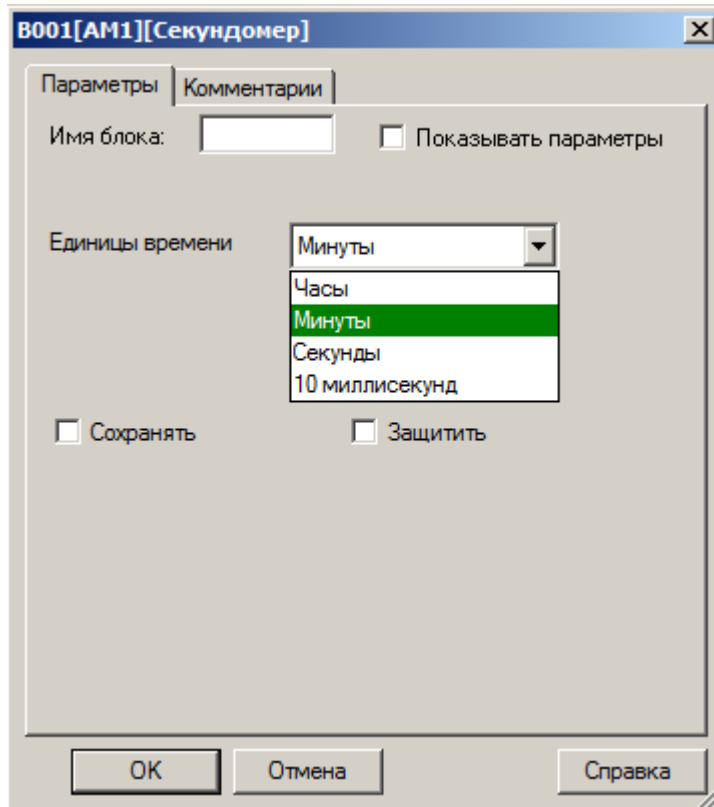 B001[AM1][Секундомер]
Параметры Комментарии
Имя блока: Показывать параметры
Единицы времени Минуты
Часы
Минуты
Секунды
10 миллисекунд
Сохранять Защитить
OK Отмена Справка